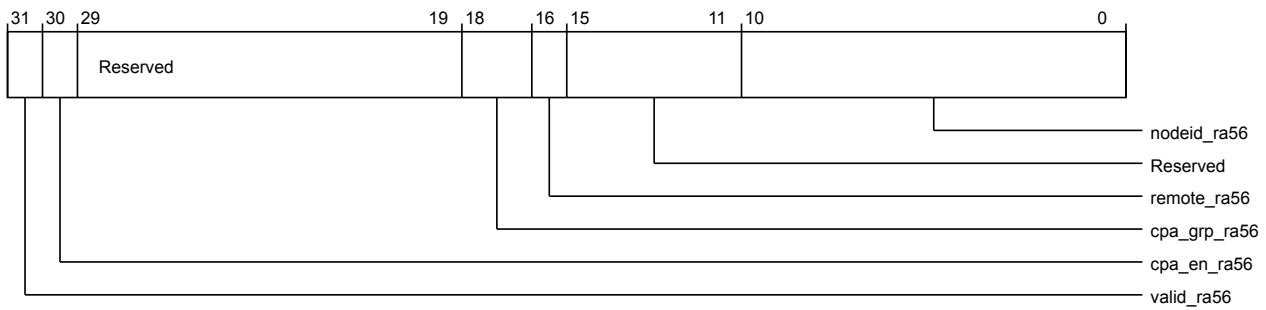 31 30 29 19 18 16 15 11 10 0
Reserved
nodeid_ra56
Reserved
remote_ra56
cpa_grp_ra56
cpa_en_ra56
valid_ra56